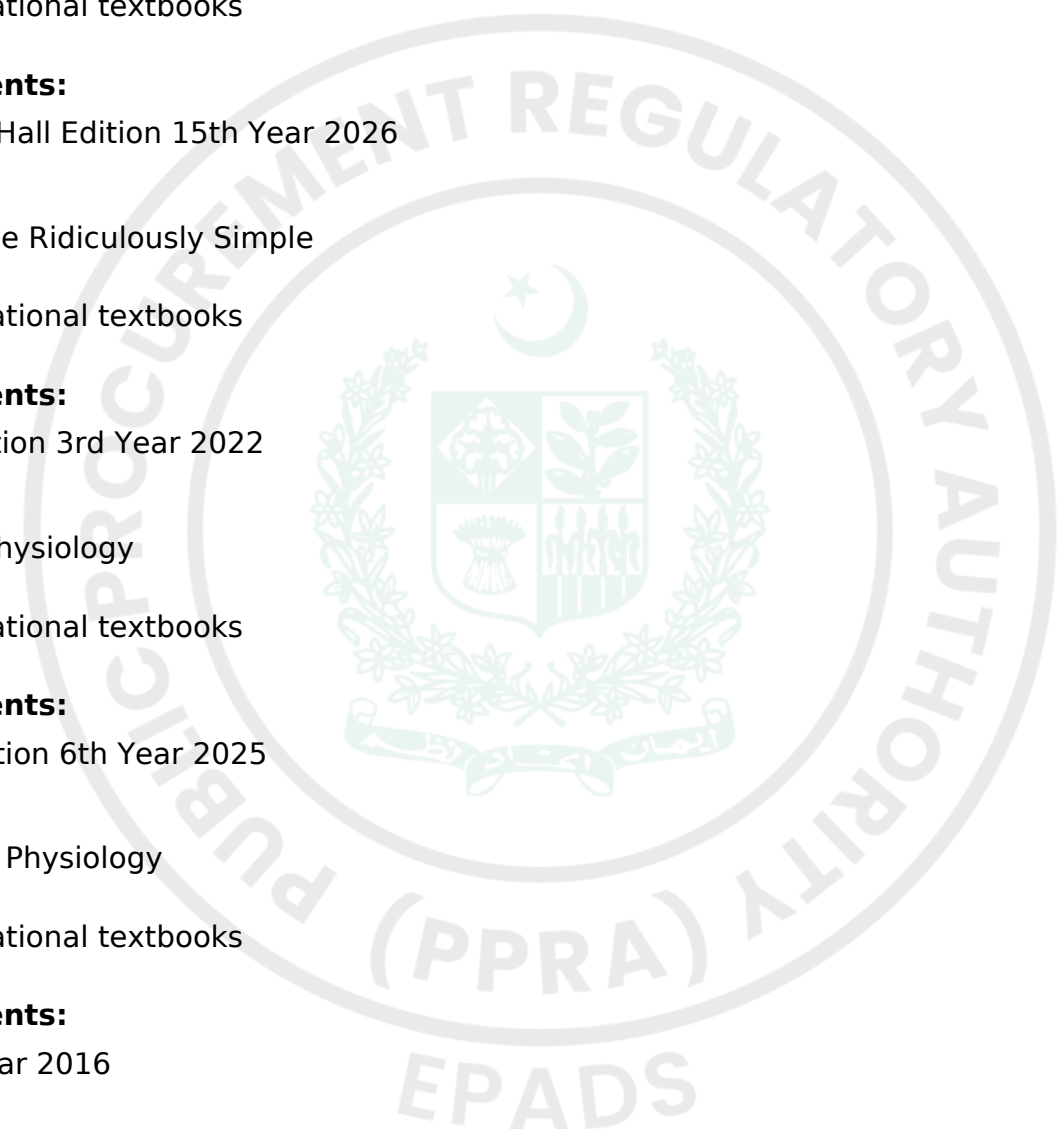 ational textbooks
ents:
Hall Edition 15th Year 2026
e Ridiculously Simple
ational textbooks
ents:
tion 3rd Year 2022
hysiology
ational textbooks
ents:
tion 6th Year 2025
Physiology
ational textbooks
ents:
ar 2016
PUBLIC PROCUREMENT REGULATORY AUTHORITY
(PPRA)
EPADS